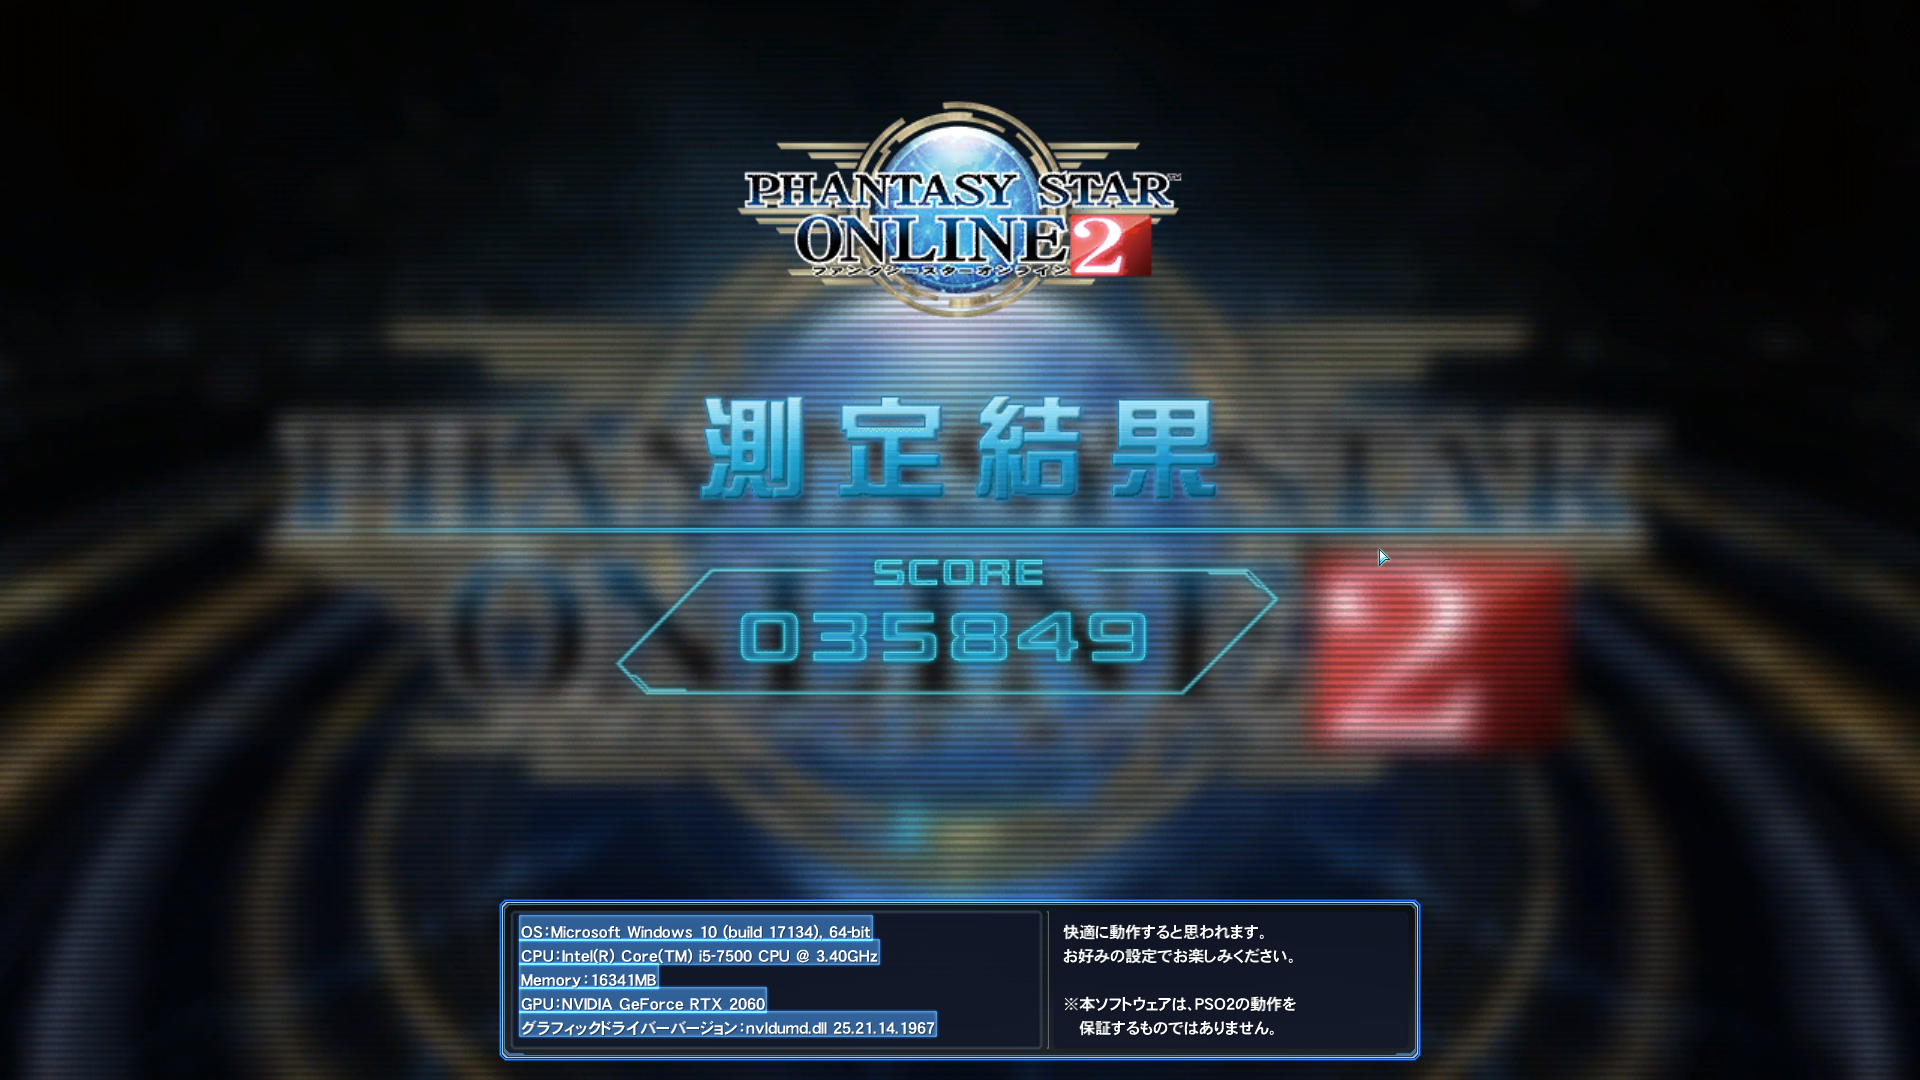 PHANTASY STAR™
ONLINE 2
ファンタシースターオンライン
測定結果
SCORE
035849
OS:Microsoft Windows 10 (build 17134), 64-bit
CPU:Intel(R) Core(TM) i5-7500 CPU @ 3.40GHz
Memory:16341MB
GPU:NVIDIA GeForce RTX 2060
グラフィックドライバーバージョン:nvldumd.dll 25.21.14.1967
快適に動作すると思われます。
お好みの設定でお楽しみください。
※本ソフトウェアは、PSO2の動作を
保証するものではありません。